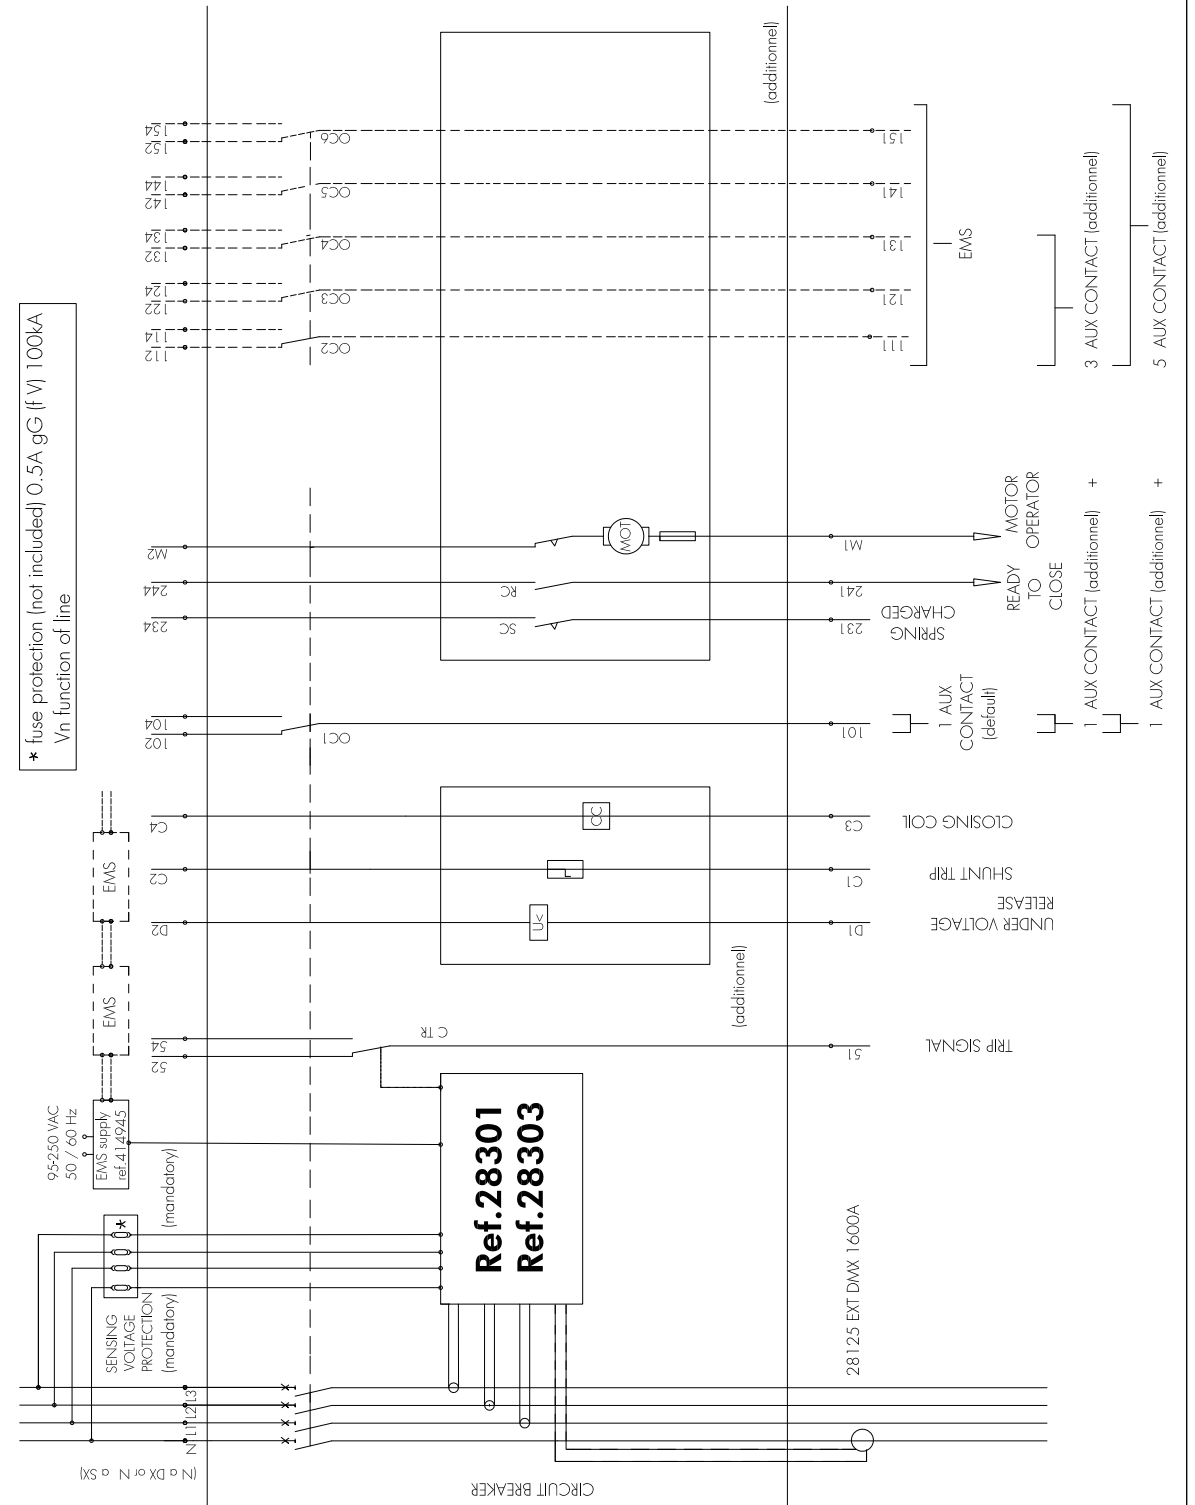 * fuse protection (not included) 0.5A gG (f V) 100kA
Vn function of line
(N a DX or N a SX)
N
L1
L2
L3
SENSING
VOLTAGE
PROTECTION
(mandatory)
*
(mandatory)
95-250 VAC
50 / 60 Hz
EMS supply
ref.414945
EMS
EMS
52
54
D2
C2
C4
102
104
234
244
M2
112
114
122
124
132
134
142
144
152
154
OC1
OC2
OC3
OC4
OC5
OC6
C TR
Ref.28301
Ref.28303
U<
CC
SC
RC
MOT
(additionnel)
(additionnel)
28125 EXT DMX 1600A
CIRCUIT BREAKER
51
D1
C1
C3
101
231
241
M1
111
121
131
141
151
TRIP SIGNAL
UNDER VOLTAGE
RELEASE
SHUNT TRIP
CLOSING COIL
1 AUX
CONTACT
(default)
SPRING
CHARGED
READY
TO
CLOSE
MOTOR
OPERATOR
EMS
1 AUX CONTACT (additionnel) + 3 AUX CONTACT (additionnel)
1 AUX CONTACT (additionnel) + 5 AUX CONTACT (additionnel)